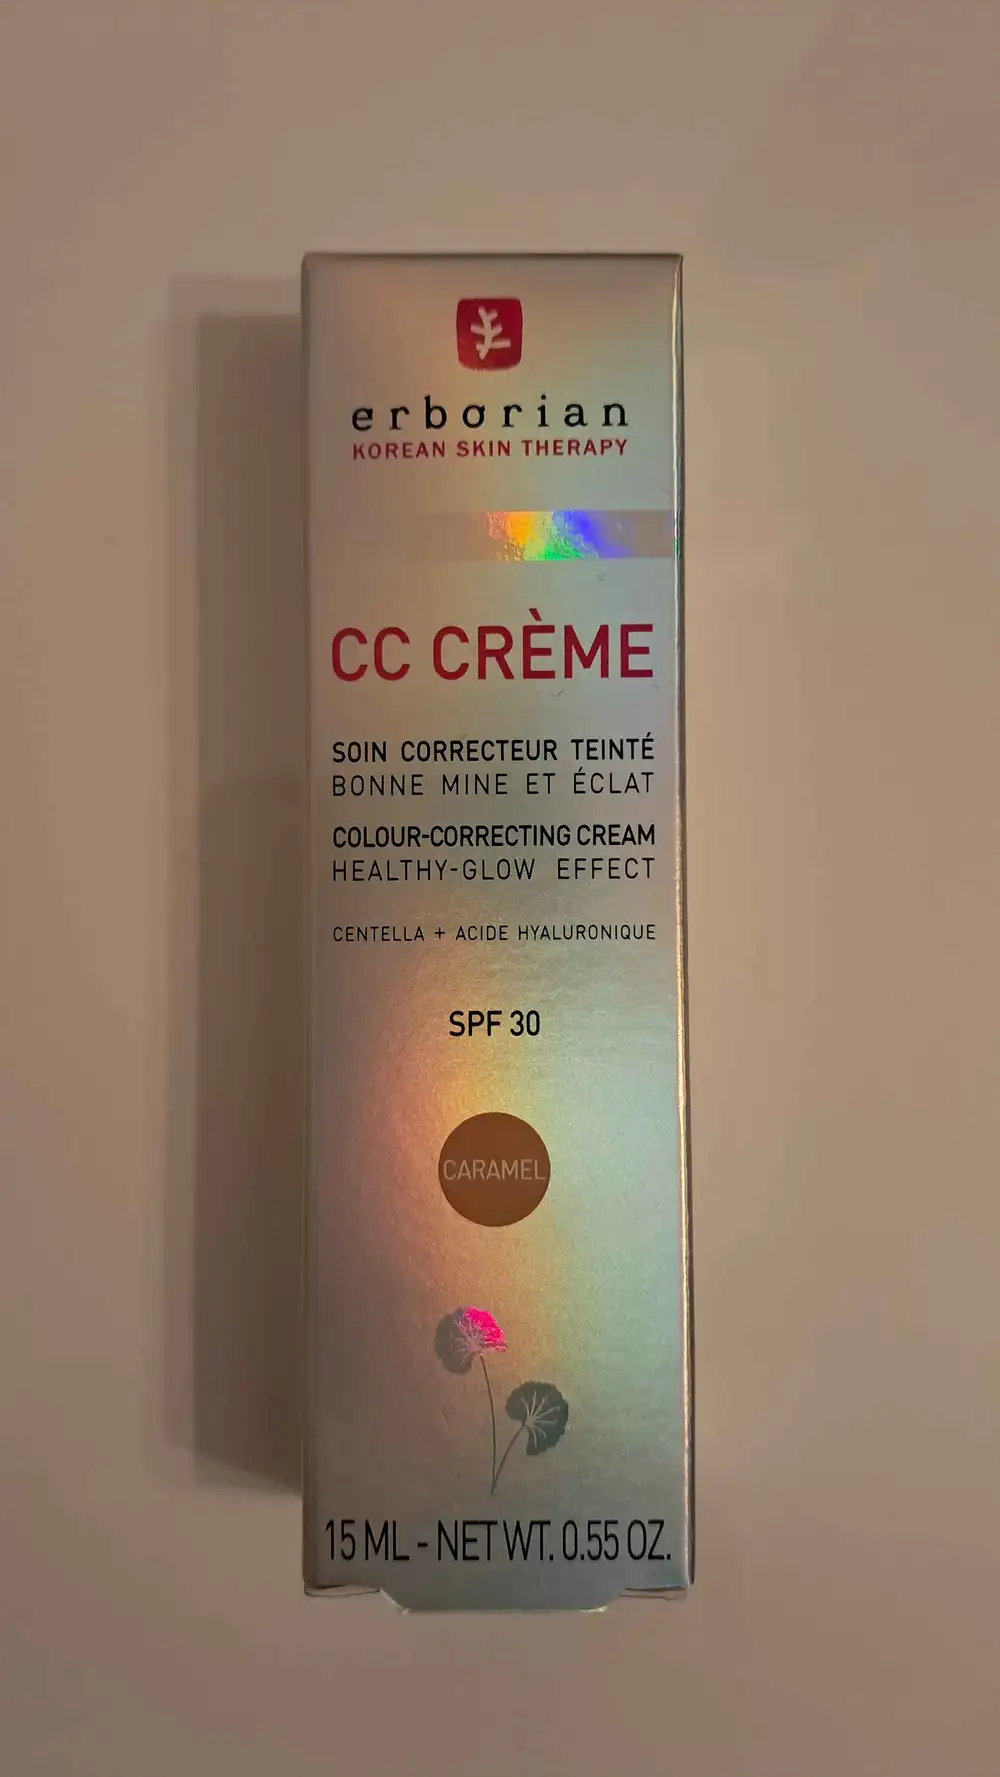 erborian
KOREAN SKIN THERAPY
CC CRÈME
SOIN CORRECTEUR TEINTÉ
BONNE MINE ET ÉCLAT
COLOUR-CORRECTING CREAM
HEALTHY-GLOW EFFECT
CENTELLA + ACIDE HYALURONIQUE
SPF 30
CARAMEL
15 ML - NET WT. 0.55 OZ.